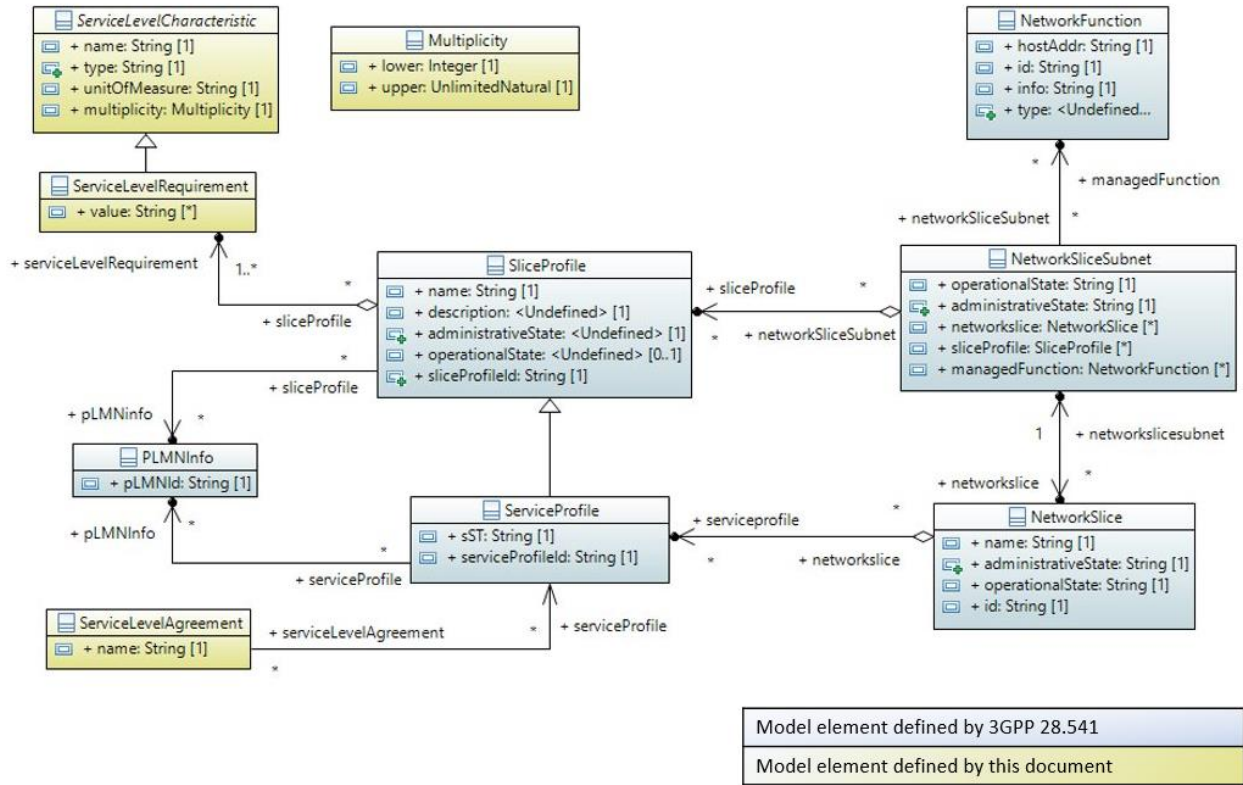 ServiceLevelCharacteristic
+ name: String [1]
+ type: String [1]
+ unitOfMeasure: String [1]
+ multiplicity: Multiplicity [1]
Multiplicity
+ lower: Integer [1]
+ upper: UnlimitedNatural [1]
NetworkFunction
+ hostAddr: String [1]
+ id: String [1]
+ info: String [1]
+ type: <Undefined...
*
+ managedFunction
+ networkSliceSubnet
*
ServiceLevelRequirement
+ value: String [*]
+ serviceLevelRequirement
1..*
*
+ sliceProfile
SliceProfile
+ name: String [1]
+ description: <Undefined> [1]
+ administrativeState: <Undefined> [1]
+ operationalState: <Undefined> [0..1]
+ sliceProfileId: String [1]
+ sliceProfile
*
*
+ networkSliceSubnet
NetworkSliceSubnet
+ operationalState: String [1]
+ administrativeState: String [1]
+ networkslice: NetworkSlice [*]
+ sliceProfile: SliceProfile [*]
+ managedFunction: NetworkFunction [*]
*
+ sliceProfile
+ pLMNinfo
*
PLMNInfo
+ pLMNId: String [1]
+ pLMNInfo
*
*
+ serviceProfile
1
+ networkslicesubnet
*
+ networkslice
ServiceProfile
+ sST: String [1]
+ serviceProfileId: String [1]
+ serviceprofile
*
*
+ networkslice
NetworkSlice
+ name: String [1]
+ administrativeState: String [1]
+ operationalState: String [1]
+ id: String [1]
ServiceLevelAgreement
+ name: String [1]
+ serviceLevelAgreement
*
*
+ serviceProfile
Model element defined by 3GPP 28.541
Model element defined by this document